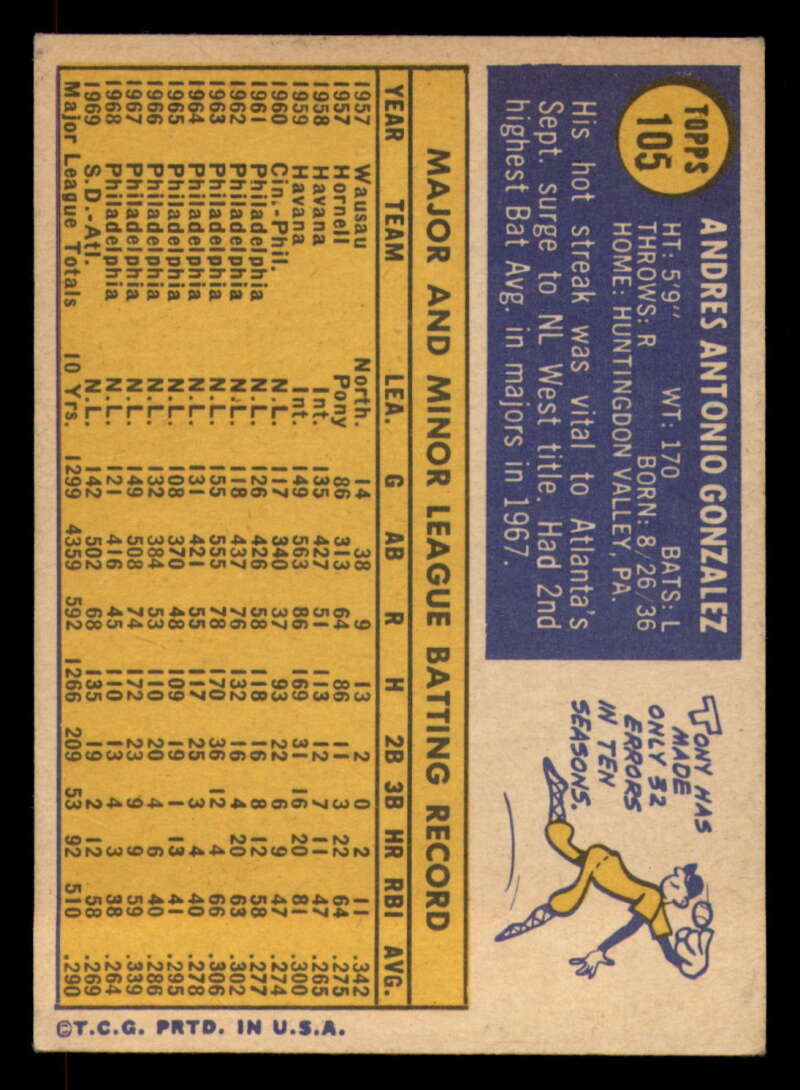 TOPPS
105
ANDRES ANTONIO GONZALEZ
HT: 5'9" WT: 170 BATS: L
THROWS: R BORN: 8/26/36
HOME: HUNTINGDON VALLEY, PA.
His hot streak was vital to Atlanta's
Sept. surge to NL West title. Had 2nd
highest Bat Avg. in majors in 1967.
TONY HAS
MADE
ONLY 32
ERRORS
IN TEN
SEASONS.
MAJOR AND MINOR LEAGUE BATTING RECORD
YEAR TEAM LEA. G AB R H 2B 3B HR RBI AVG.
1957 Wausau North. 14 38 9 13 2 0 2 11 .342
1957 Hornell Pony 86 313 64 86 11 3 22 64 .275
1958 Havana Int. 135 427 51 113 12 7 11 47 .265
1959 Havana Int. 149 563 86 169 31 16 20 81 .300
1960 Cin.-Phil. N.L. 117 340 37 93 22 6 9 47 .274
1961 Philadelphia N.L. 126 426 58 118 16 8 12 58 .277
1962 Philadelphia N.L. 118 437 76 132 16 4 20 63 .302
1963 Philadelphia N.L. 155 555 78 170 36 12 4 66 .306
1964 Philadelphia N.L. 131 421 55 117 25 3 4 40 .278
1965 Philadelphia N.L. 108 370 48 109 19 1 13 41 .295
1966 Philadelphia N.L. 132 384 53 110 20 4 6 40 .286
1967 Philadelphia N.L. 149 508 74 172 23 9 9 59 .339
1968 Philadelphia N.L. 121 416 45 110 13 4 3 38 .264
1969 S.D.-Atl. N.L. 142 502 68 135 19 2 12 58 .269
Major League Totals 10 Yrs. 1299 4359 592 1266 209 53 92 510 .290
©T.C.G. PRTD. IN U.S.A.